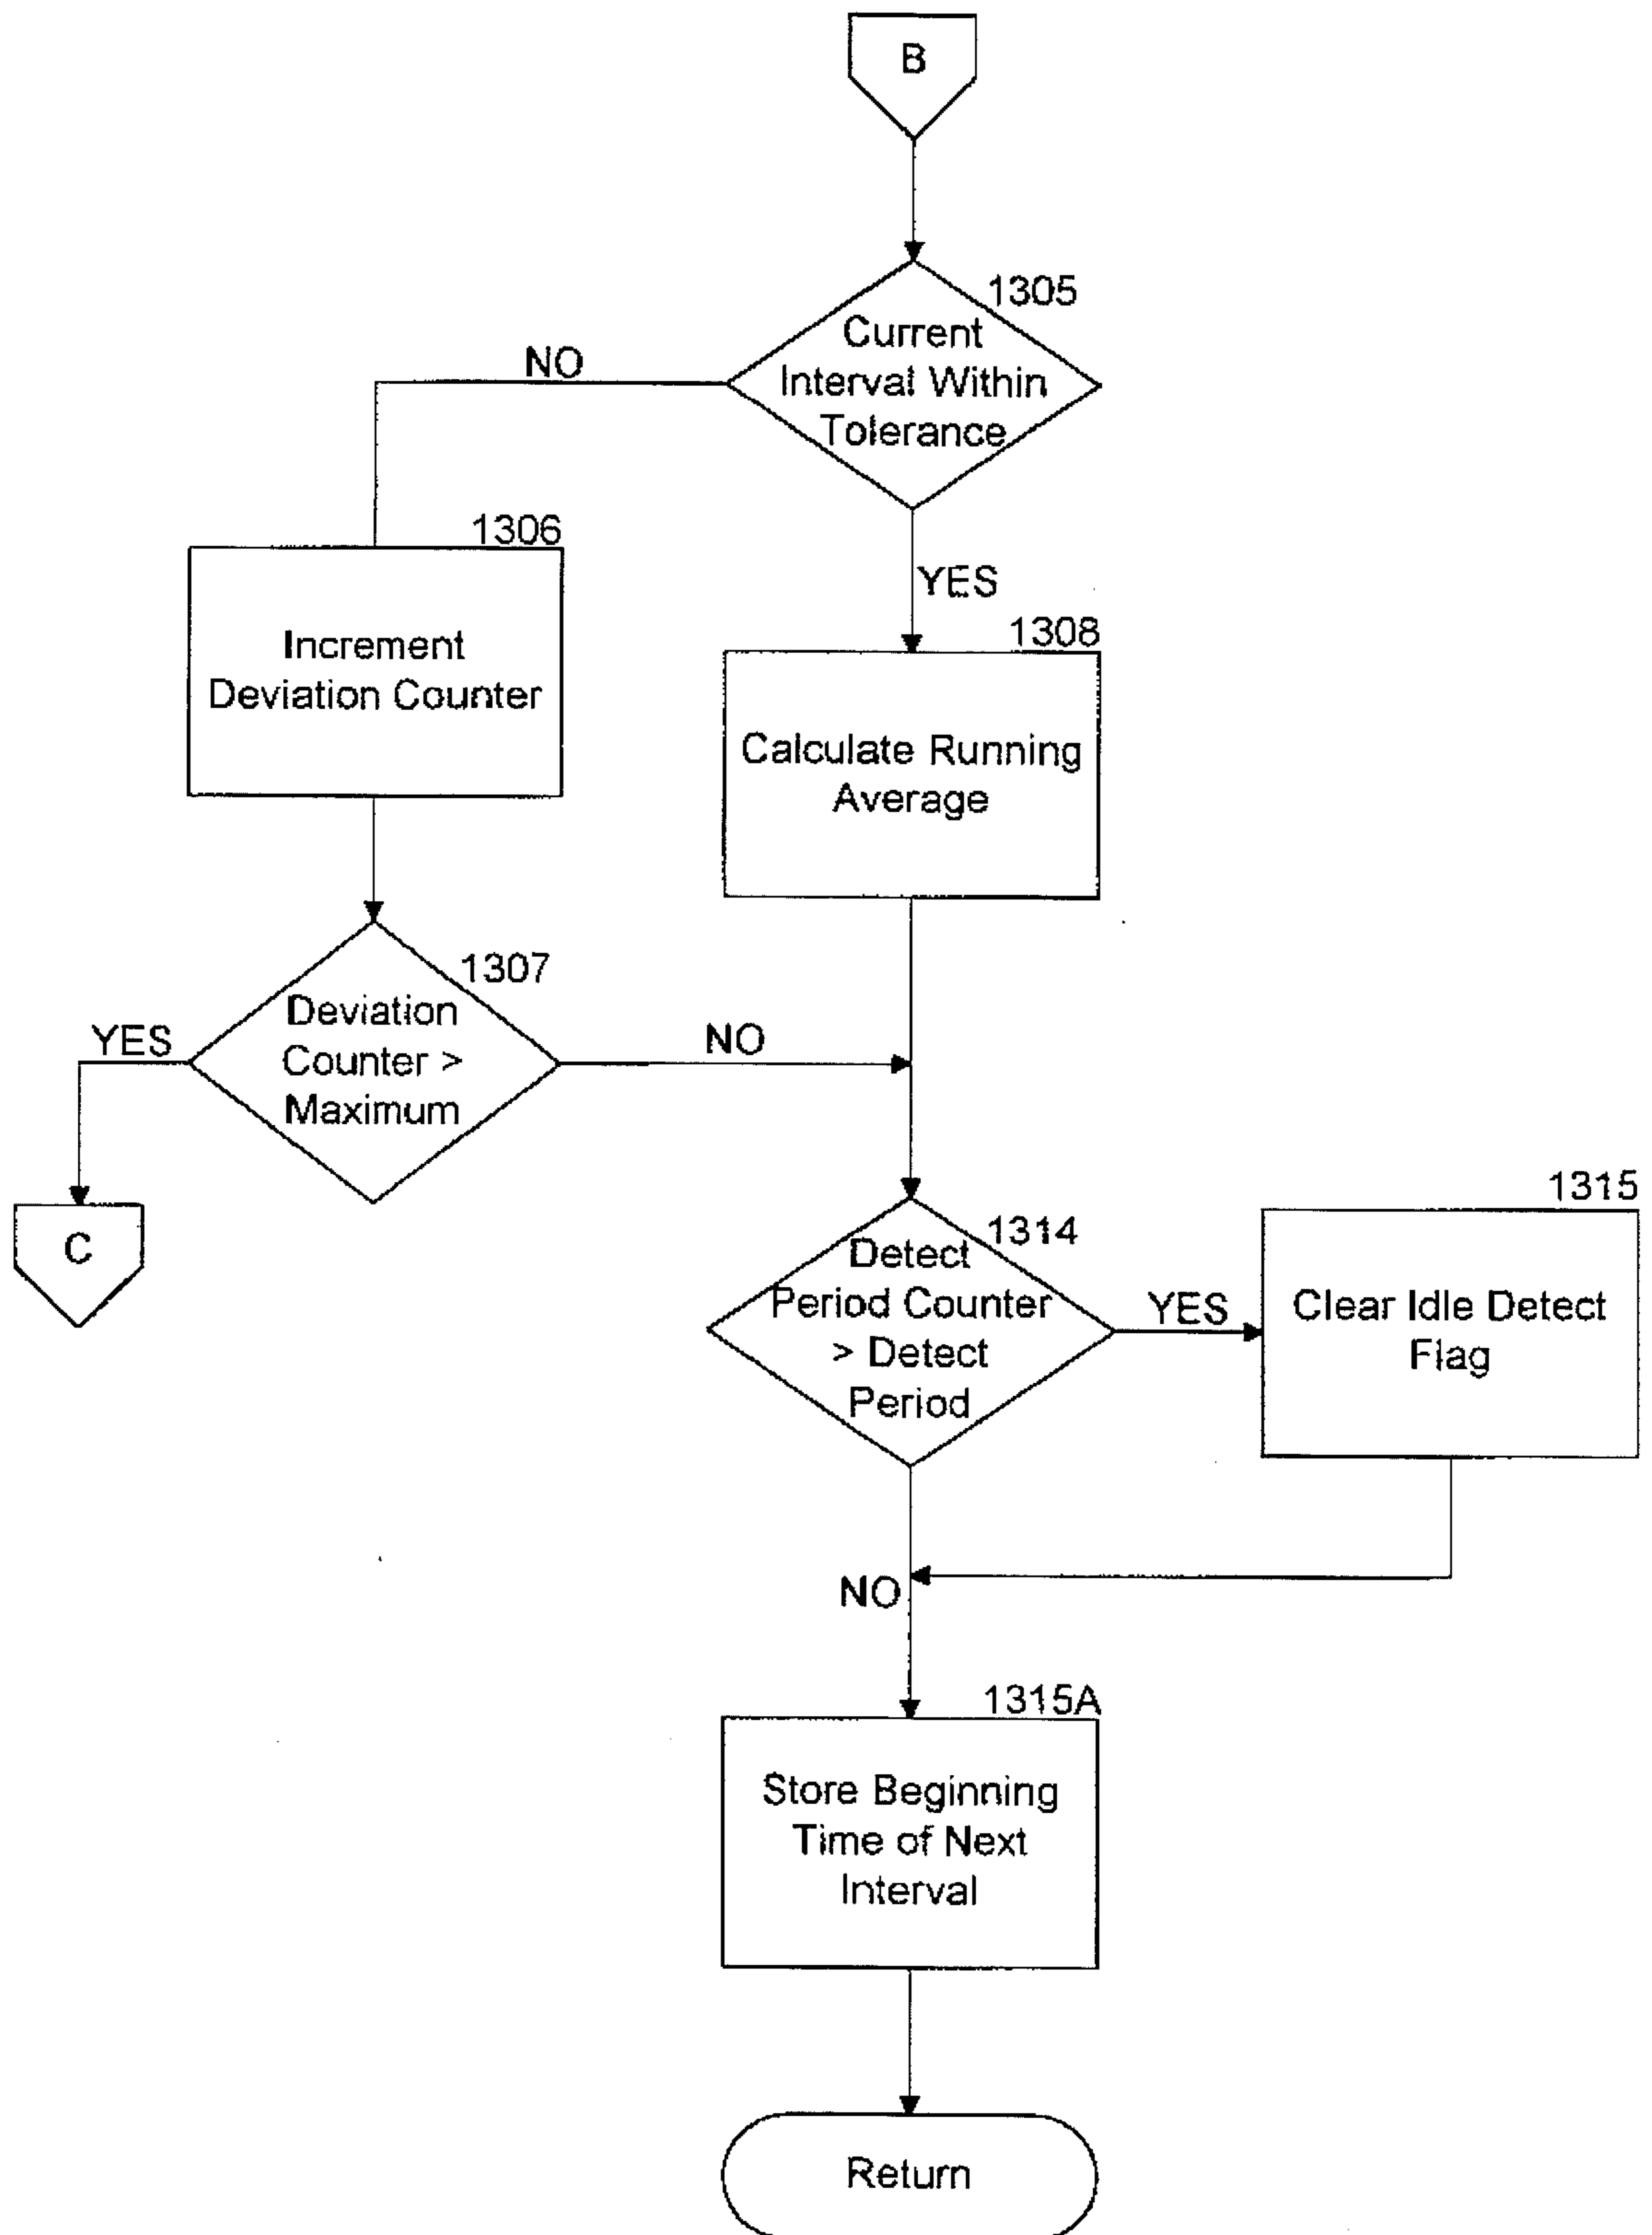 B
1305
Current
Interval Within
Tolerance
NO
YES
1306
Increment
Deviation Counter
1308
Calculate Running
Average
1307
Deviation
Counter >
Maximum
YES
NO
C
1314
Detect
Period Counter
> Detect
Period
YES
1315
Clear Idle Detect
Flag
NO
1315A
Store Beginning
Time of Next
Interval
Return